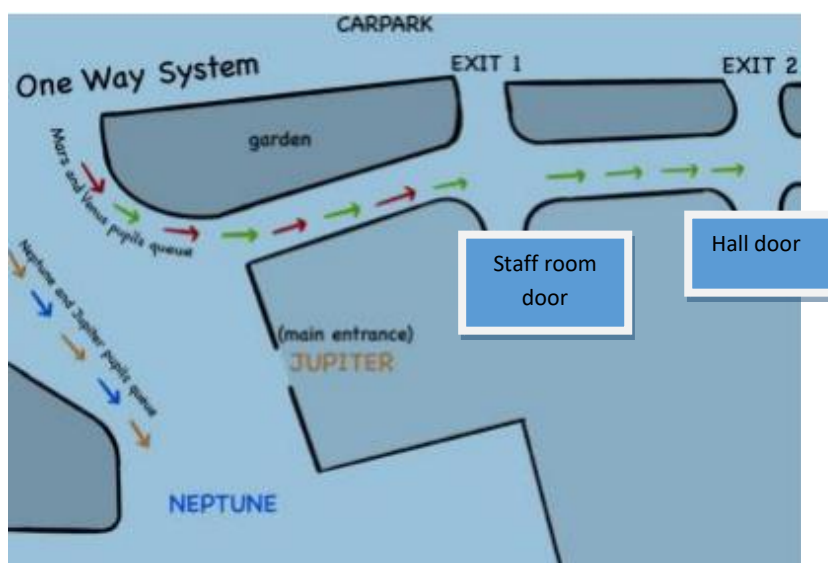 CARPARK
One Way System
EXIT 1
EXIT 2
garden
Mars and Venus pupils queue
Neptune and Jupiter pupils queue
Staff room
door
Hall door
(main entrance)
JUPITER
NEPTUNE